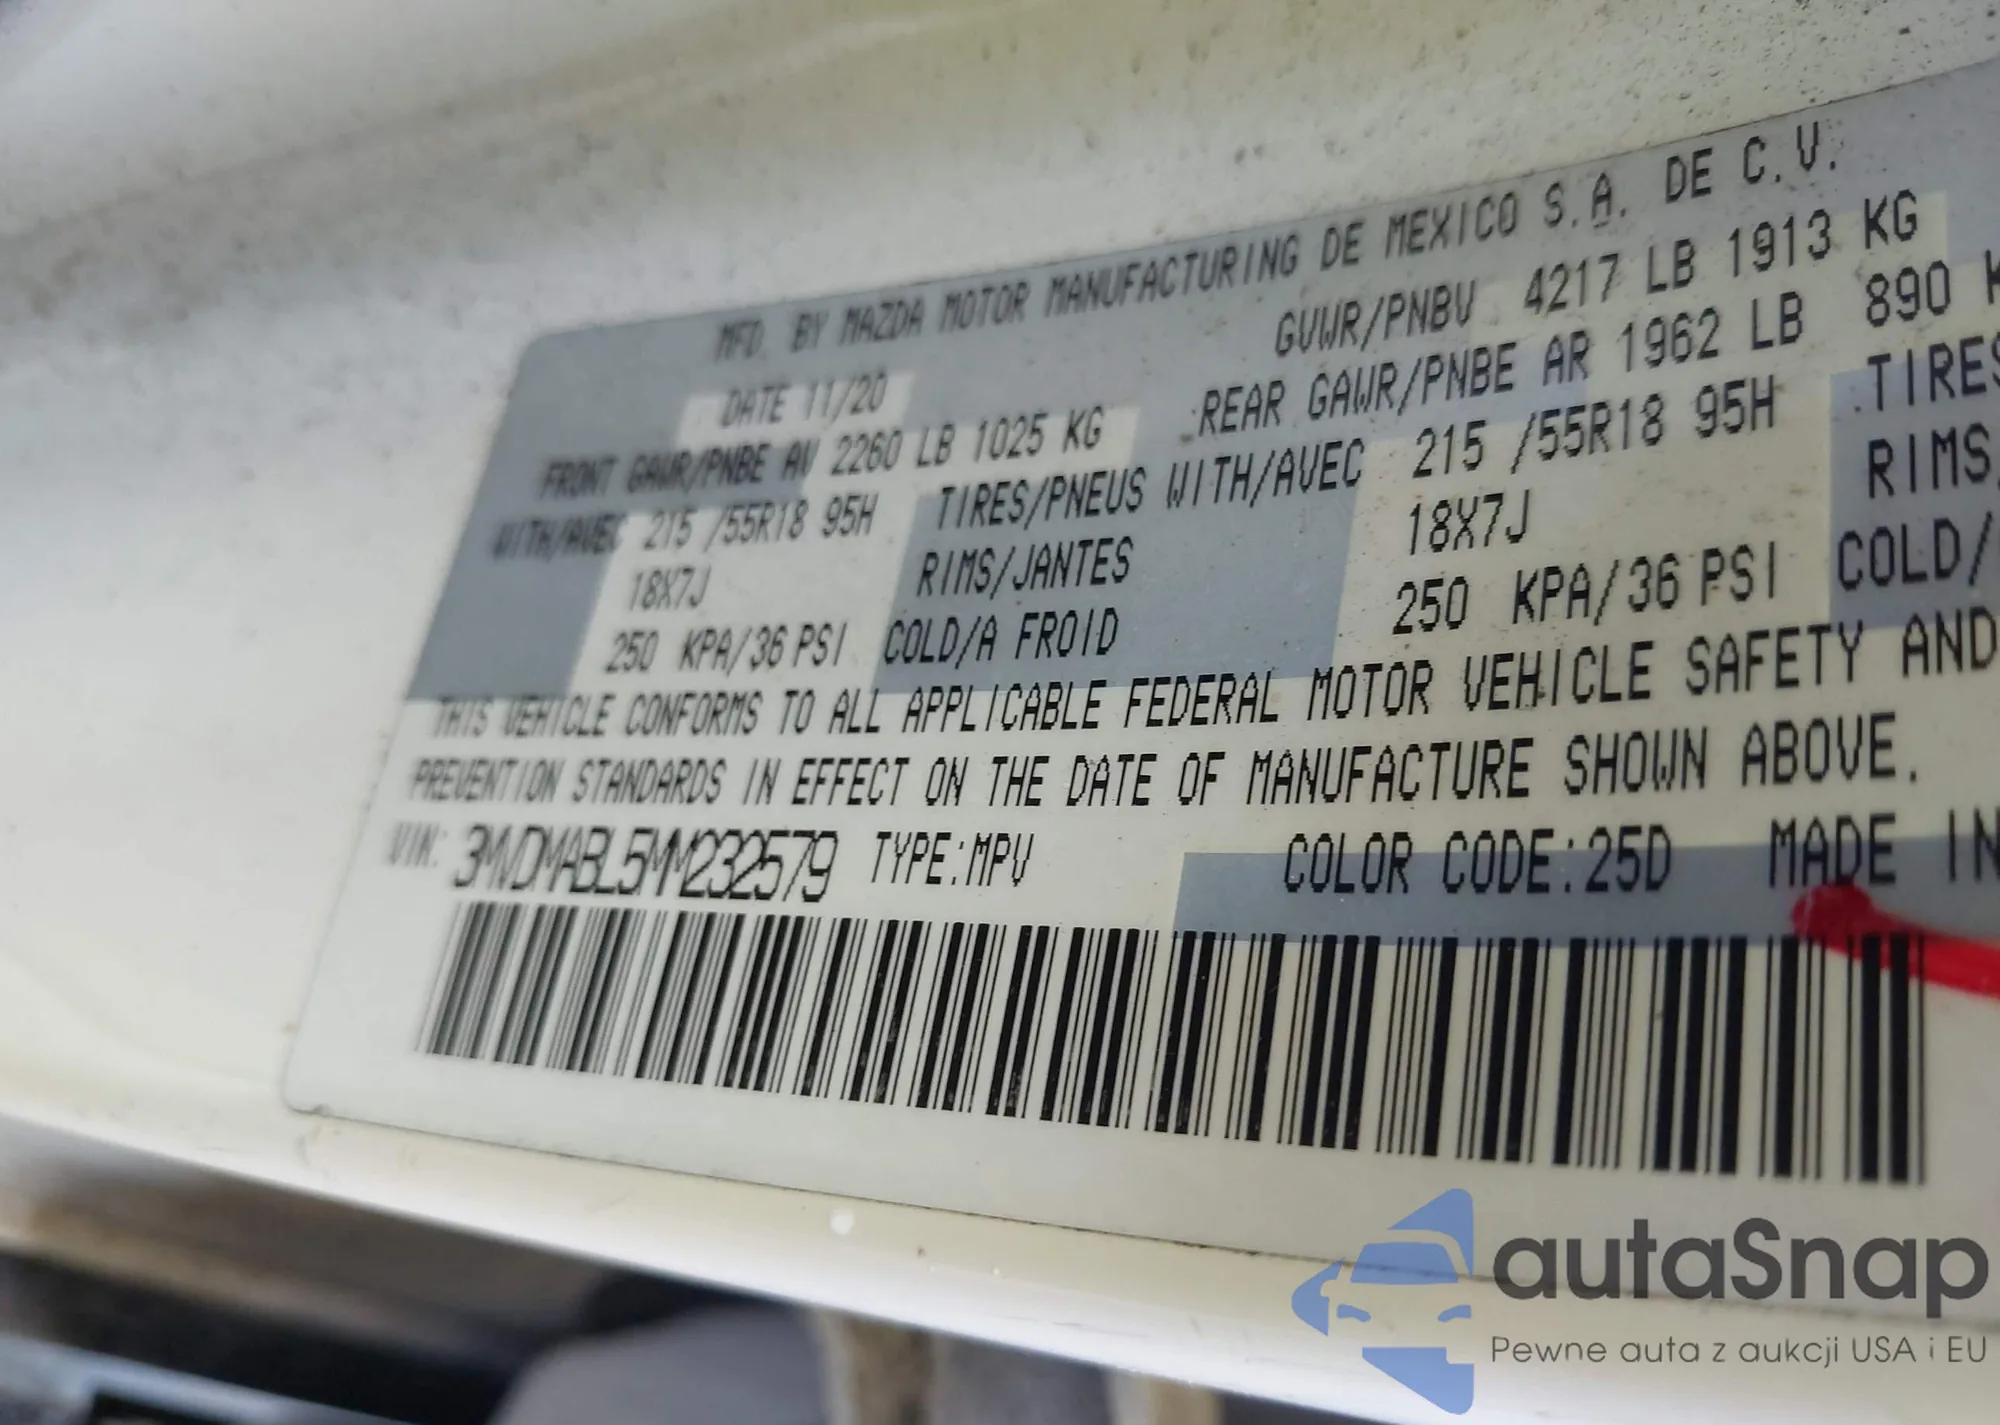 MFD. BY MAZDA MOTOR MANUFACTURING DE MEXICO S.A. DE C.V.
DATE 11/20 GVWR/PNBV 4217 LB 1913 KG
FRONT GAWR/PNBE AV 2260 LB 1025 KG REAR GAWR/PNBE AR 1962 LB 890 K
WITH/AVEC 215 /55R18 95H TIRES/PNEUS WITH/AVEC 215 /55R18 95H TIRES
18X7J RIMS/JANTES 18X7J RIMS/
250 KPA/36 PSI COLD/A FROID 250 KPA/36 PSI COLD/
THIS VEHICLE CONFORMS TO ALL APPLICABLE FEDERAL MOTOR VEHICLE SAFETY AND
PREVENTION STANDARDS IN EFFECT ON THE DATE OF MANUFACTURE SHOWN ABOVE.
VIN: 3MVDMABL5MM232579 TYPE:MPV COLOR CODE:25D MADE IN
autaSnap
Pewne auta z aukcji USA i EU